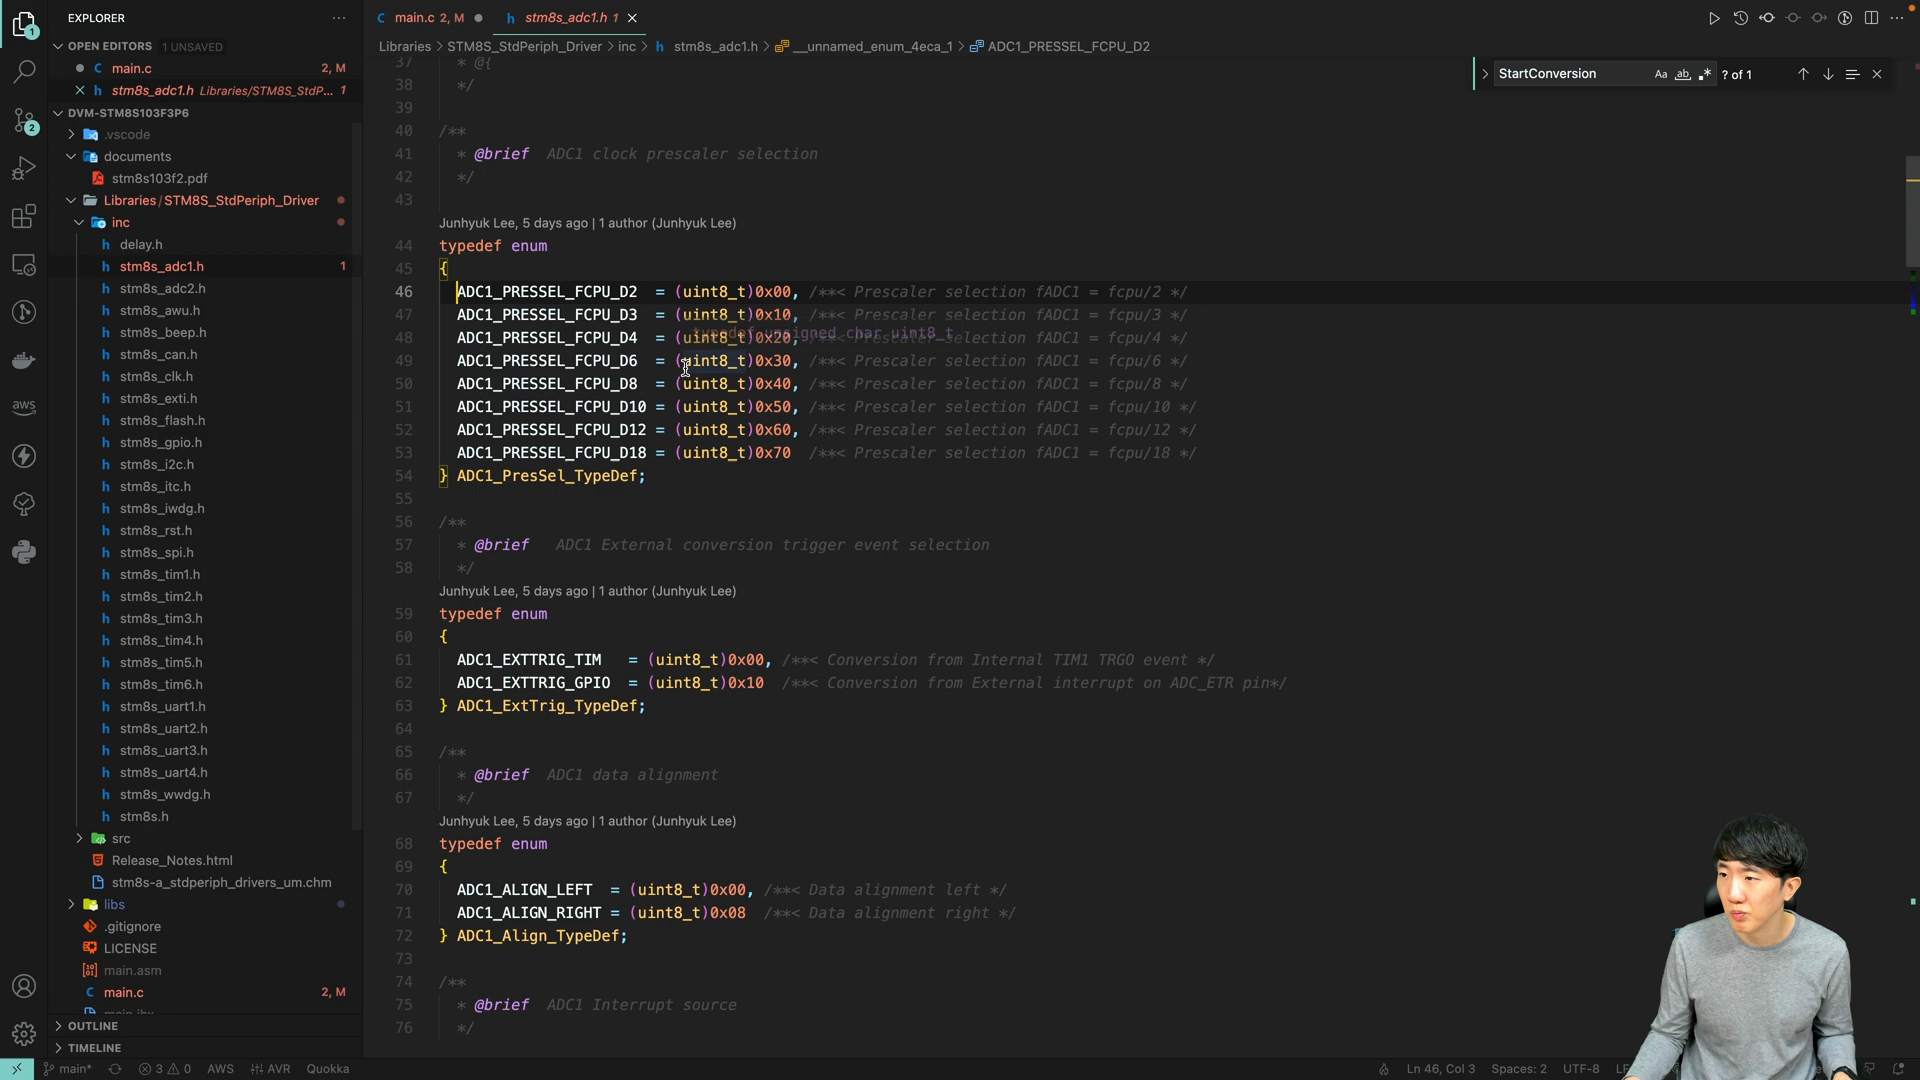 EXPLORER
OPEN EDITORS 1 UNSAVED
main.c 2, M
stm8s_adc1.h Libraries/STM8S_StdP... 1
DVM-STM8S103F3P6
.vscode
documents
stm8s103f2.pdf
Libraries/STM8S_StdPeriph_Driver
inc
delay.h
stm8s_adc1.h 1
stm8s_adc2.h
stm8s_awu.h
stm8s_beep.h
stm8s_can.h
stm8s_clk.h
stm8s_exti.h
stm8s_flash.h
stm8s_gpio.h
stm8s_i2c.h
stm8s_itc.h
stm8s_iwdg.h
stm8s_rst.h
stm8s_spi.h
stm8s_tim1.h
stm8s_tim2.h
stm8s_tim3.h
stm8s_tim4.h
stm8s_tim5.h
stm8s_tim6.h
stm8s_uart1.h
stm8s_uart2.h
stm8s_uart3.h
stm8s_uart4.h
stm8s_wwdg.h
stm8s.h
src
Release_Notes.html
stm8s-a_stdperiph_drivers_um.chm
libs
.gitignore
LICENSE
main.asm
main.c 2, M
OUTLINE
TIMELINE
main.c 2, M
stm8s_adc1.h 1
Libraries > STM8S_StdPeriph_Driver > inc > stm8s_adc1.h > __unnamed_enum_4eca_1 > ADC1_PRESSEL_FCPU_D2
StartConversion
? of 1
37 * @{
38 */
39
40 /**
41 * @brief ADC1 clock prescaler selection
42 */
43
Junhyuk Lee, 5 days ago | 1 author (Junhyuk Lee)
44 typedef enum
45 {
46 ADC1_PRESSEL_FCPU_D2 = (uint8_t)0x00, /**< Prescaler selection fADC1 = fcpu/2 */
47 ADC1_PRESSEL_FCPU_D3 = (uint8_t)0x10, /**< Prescaler selection fADC1 = fcpu/3 */
typedef unsigned char uint8_t
48 ADC1_PRESSEL_FCPU_D4 = (uint8_t)0x20, /**< Prescaler selection fADC1 = fcpu/4 */
49 ADC1_PRESSEL_FCPU_D6 = (uint8_t)0x30, /**< Prescaler selection fADC1 = fcpu/6 */
50 ADC1_PRESSEL_FCPU_D8 = (uint8_t)0x40, /**< Prescaler selection fADC1 = fcpu/8 */
51 ADC1_PRESSEL_FCPU_D10 = (uint8_t)0x50, /**< Prescaler selection fADC1 = fcpu/10 */
52 ADC1_PRESSEL_FCPU_D12 = (uint8_t)0x60, /**< Prescaler selection fADC1 = fcpu/12 */
53 ADC1_PRESSEL_FCPU_D18 = (uint8_t)0x70 /**< Prescaler selection fADC1 = fcpu/18 */
54 } ADC1_PresSel_TypeDef;
55
56 /**
57 * @brief ADC1 External conversion trigger event selection
58 */
Junhyuk Lee, 5 days ago | 1 author (Junhyuk Lee)
59 typedef enum
60 {
61 ADC1_EXTTRIG_TIM = (uint8_t)0x00, /**< Conversion from Internal TIM1 TRGO event */
62 ADC1_EXTTRIG_GPIO = (uint8_t)0x10 /**< Conversion from External interrupt on ADC_ETR pin*/
63 } ADC1_ExtTrig_TypeDef;
64
65 /**
66 * @brief ADC1 data alignment
67 */
Junhyuk Lee, 5 days ago | 1 author (Junhyuk Lee)
68 typedef enum
69 {
70 ADC1_ALIGN_LEFT = (uint8_t)0x00, /**< Data alignment left */
71 ADC1_ALIGN_RIGHT = (uint8_t)0x08 /**< Data alignment right */
72 } ADC1_Align_TypeDef;
73
74 /**
75 * @brief ADC1 Interrupt source
76 */
main* 3 0 AWS AVR Quokka
Ln 46, Col 3 Spaces: 2 UTF-8